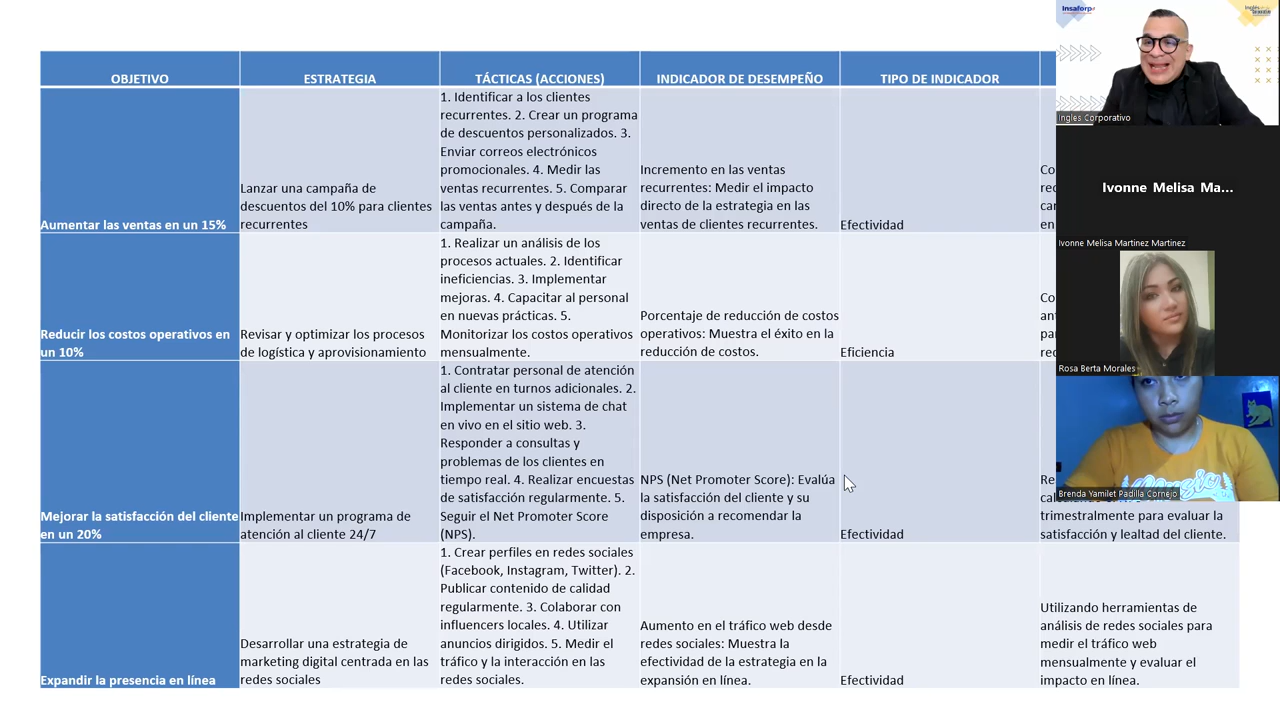 OBJETIVO
ESTRATEGIA
TÁCTICAS (ACCIONES)
INDICADOR DE DESEMPEÑO
TIPO DE INDICADOR
Aumentar las ventas en un 15%
Lanzar una campaña de
descuentos del 10% para clientes
recurrentes
1. Identificar a los clientes
recurrentes. 2. Crear un programa
de descuentos personalizados. 3.
Enviar correos electrónicos
promocionales. 4. Medir las
ventas recurrentes. 5. Comparar
las ventas antes y después de la
campaña.
Incremento en las ventas
recurrentes: Medir el impacto
directo de la estrategia en las
ventas de clientes recurrentes.
Efectividad
Co
rec
car
en
Reducir los costos operativos en
un 10%
Revisar y optimizar los procesos
de logística y aprovisionamiento
1. Realizar un análisis de los
procesos actuales. 2. Identificar
ineficiencias. 3. Implementar
mejoras. 4. Capacitar al personal
en nuevas prácticas. 5.
Monitorizar los costos operativos
mensualmente.
Porcentaje de reducción de costos
operativos: Muestra el éxito en la
reducción de costos.
Eficiencia
Co
ant
par
rec
Mejorar la satisfacción del cliente
en un 20%
Implementar un programa de
atención al cliente 24/7
1. Contratar personal de atención
al cliente en turnos adicionales. 2.
Implementar un sistema de chat
en vivo en el sitio web. 3.
Responder a consultas y
problemas de los clientes en
tiempo real. 4. Realizar encuestas
de satisfacción regularmente. 5.
Seguir el Net Promoter Score
(NPS).
NPS (Net Promoter Score): Evalúa
la satisfacción del cliente y su
disposición a recomendar la
empresa.
Efectividad
Re
cal
trimestralmente para evaluar la
satisfacción y lealtad del cliente.
Expandir la presencia en línea
Desarrollar una estrategia de
marketing digital centrada en las
redes sociales
1. Crear perfiles en redes sociales
(Facebook, Instagram, Twitter). 2.
Publicar contenido de calidad
regularmente. 3. Colaborar con
influencers locales. 4. Utilizar
anuncios dirigidos. 5. Medir el
tráfico y la interacción en las
redes sociales.
Aumento en el tráfico web desde
redes sociales: Muestra la
efectividad de la estrategia en la
expansión en línea.
Efectividad
Utilizando herramientas de
análisis de redes sociales para
medir el tráfico web
mensualmente y evaluar el
impacto en línea.
Insaforp
Ingles Corporativo
Ivonne Melisa Ma...
Ivonne Melisa Martinez Martinez
Rosa Berta Morales
Brenda Yamilet Padilla Cornejo